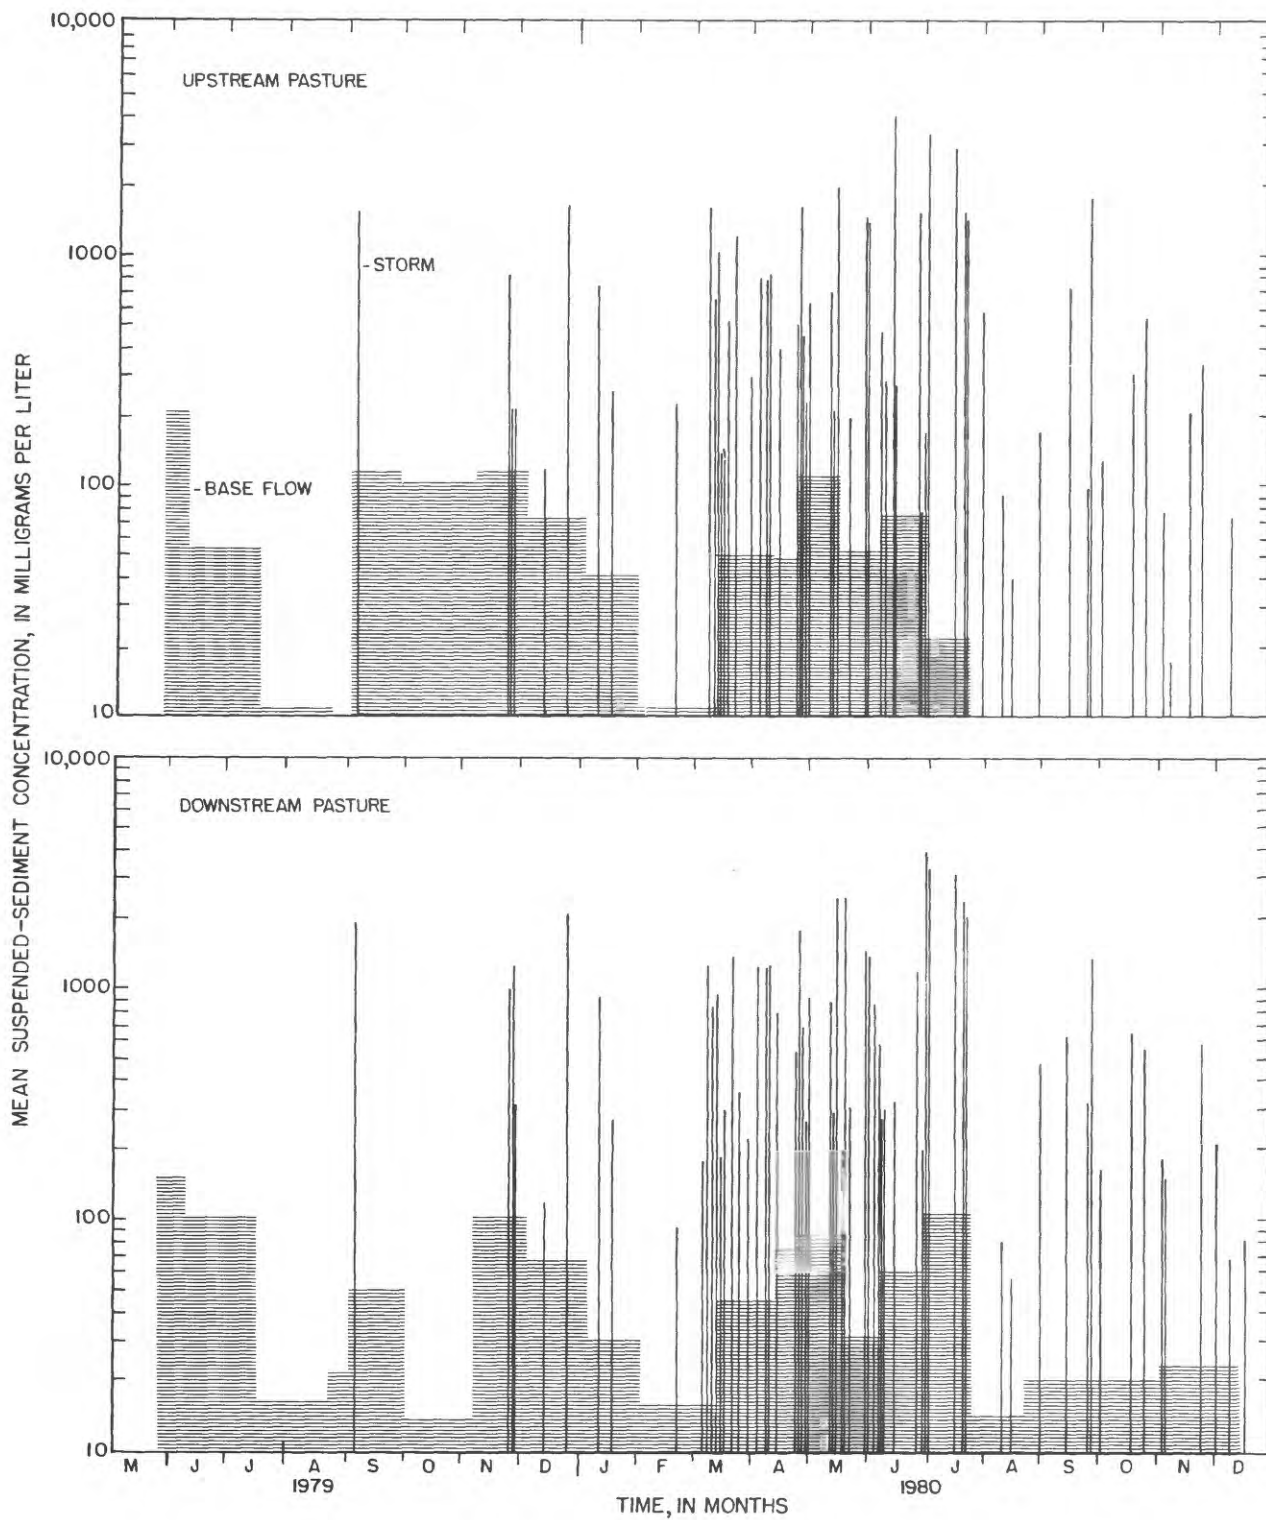 10,000
UPSTREAM PASTURE
1000
-STORM
100
-BASE FLOW
10
10,000
DOWNSTREAM PASTURE
1000
100
10
MEAN SUSPENDED-SEDIMENT CONCENTRATION, IN MILLIGRAMS PER LITER
M J J A S O N D J F M A M J J A S O N D
1979 1980
TIME, IN MONTHS